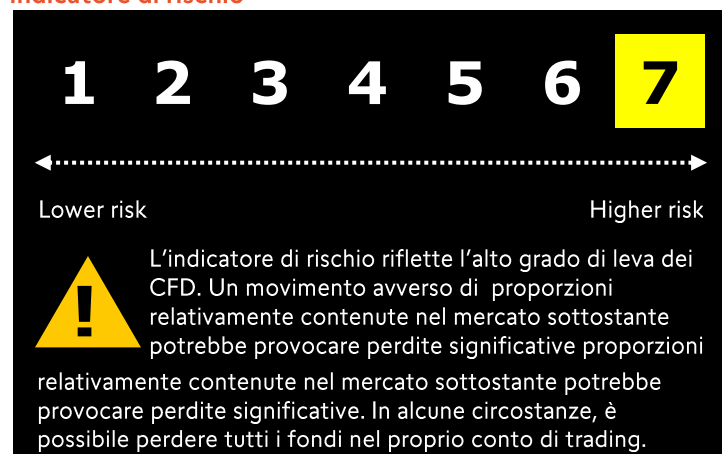 Indicatore di rischio
1 2 3 4 5 6 7
Lower risk Higher risk
!
L'indicatore di rischio riflette l'alto grado di leva dei
CFD. Un movimento avverso di proporzioni
relativamente contenute nel mercato sottostante
potrebbe provocare perdite significative proporzioni
relativamente contenute nel mercato sottostante potrebbe
provocare perdite significative. In alcune circostanze, è
possibile perdere tutti i fondi nel proprio conto di trading.